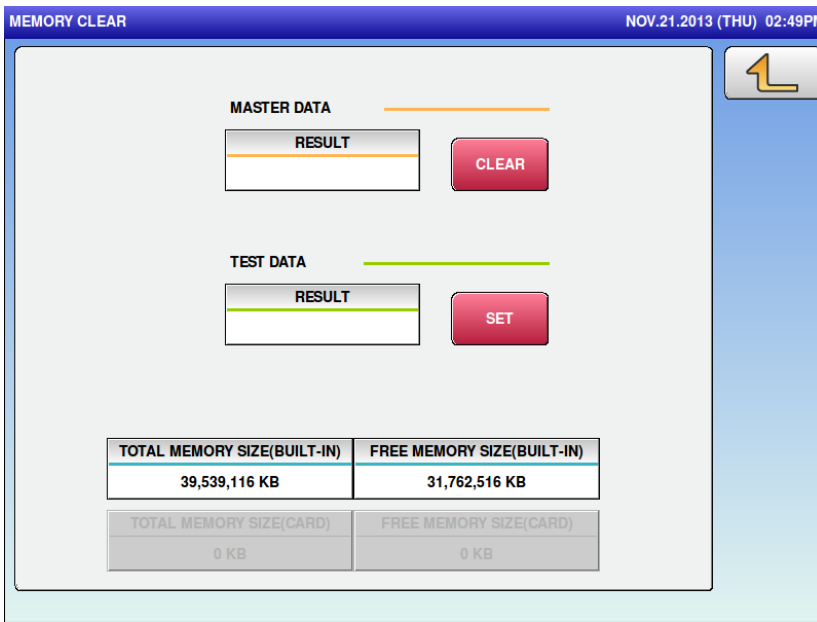 MEMORY CLEAR NOV.21.2013 (THU) 02:49PM
MASTER DATA
RESULT
CLEAR
TEST DATA
RESULT
SET
TOTAL MEMORY SIZE(BUILT-IN) FREE MEMORY SIZE(BUILT-IN)
39,539,116 KB 31,762,516 KB
TOTAL MEMORY SIZE(CARD) FREE MEMORY SIZE(CARD)
0 KB 0 KB